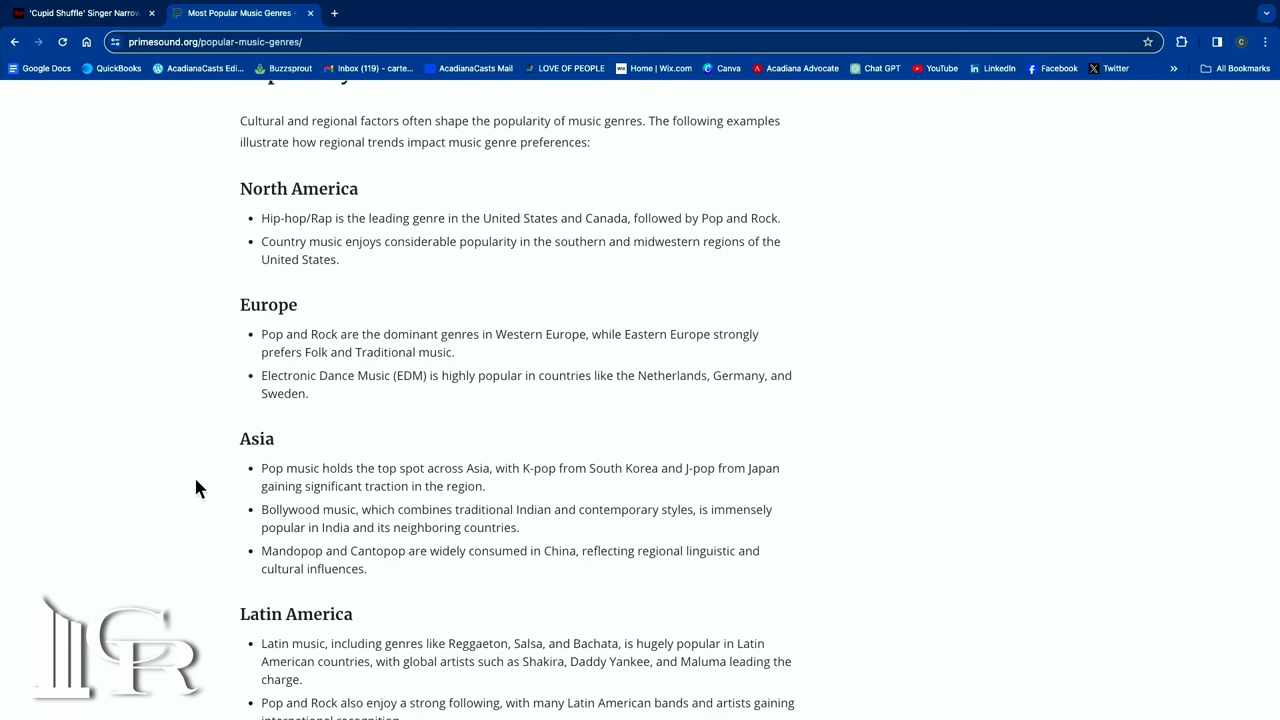 'Cupid Shuffle' Singer Narrow
Most Popular Music Genres -
primesound.org/popular-music-genres/
C
Google Docs
QuickBooks
AcadianaCasts Edi...
Buzzsprout
Inbox (119) - carte...
AcadianaCasts Mail
LOVE OF PEOPLE
Home | Wix.com
Canva
Acadiana Advocate
Chat GPT
YouTube
LinkedIn
Facebook
Twitter
All Bookmarks
Cultural and regional factors often shape the popularity of music genres. The following examples
illustrate how regional trends impact music genre preferences:
North America
• Hip-hop/Rap is the leading genre in the United States and Canada, followed by Pop and Rock.
• Country music enjoys considerable popularity in the southern and midwestern regions of the
United States.
Europe
• Pop and Rock are the dominant genres in Western Europe, while Eastern Europe strongly
prefers Folk and Traditional music.
• Electronic Dance Music (EDM) is highly popular in countries like the Netherlands, Germany, and
Sweden.
Asia
• Pop music holds the top spot across Asia, with K-pop from South Korea and J-pop from Japan
gaining significant traction in the region.
• Bollywood music, which combines traditional Indian and contemporary styles, is immensely
popular in India and its neighboring countries.
• Mandopop and Cantopop are widely consumed in China, reflecting regional linguistic and
cultural influences.
Latin America
• Latin music, including genres like Reggaeton, Salsa, and Bachata, is hugely popular in Latin
American countries, with global artists such as Shakira, Daddy Yankee, and Maluma leading the
charge.
• Pop and Rock also enjoy a strong following, with many Latin American bands and artists gaining
international recognition.
CR